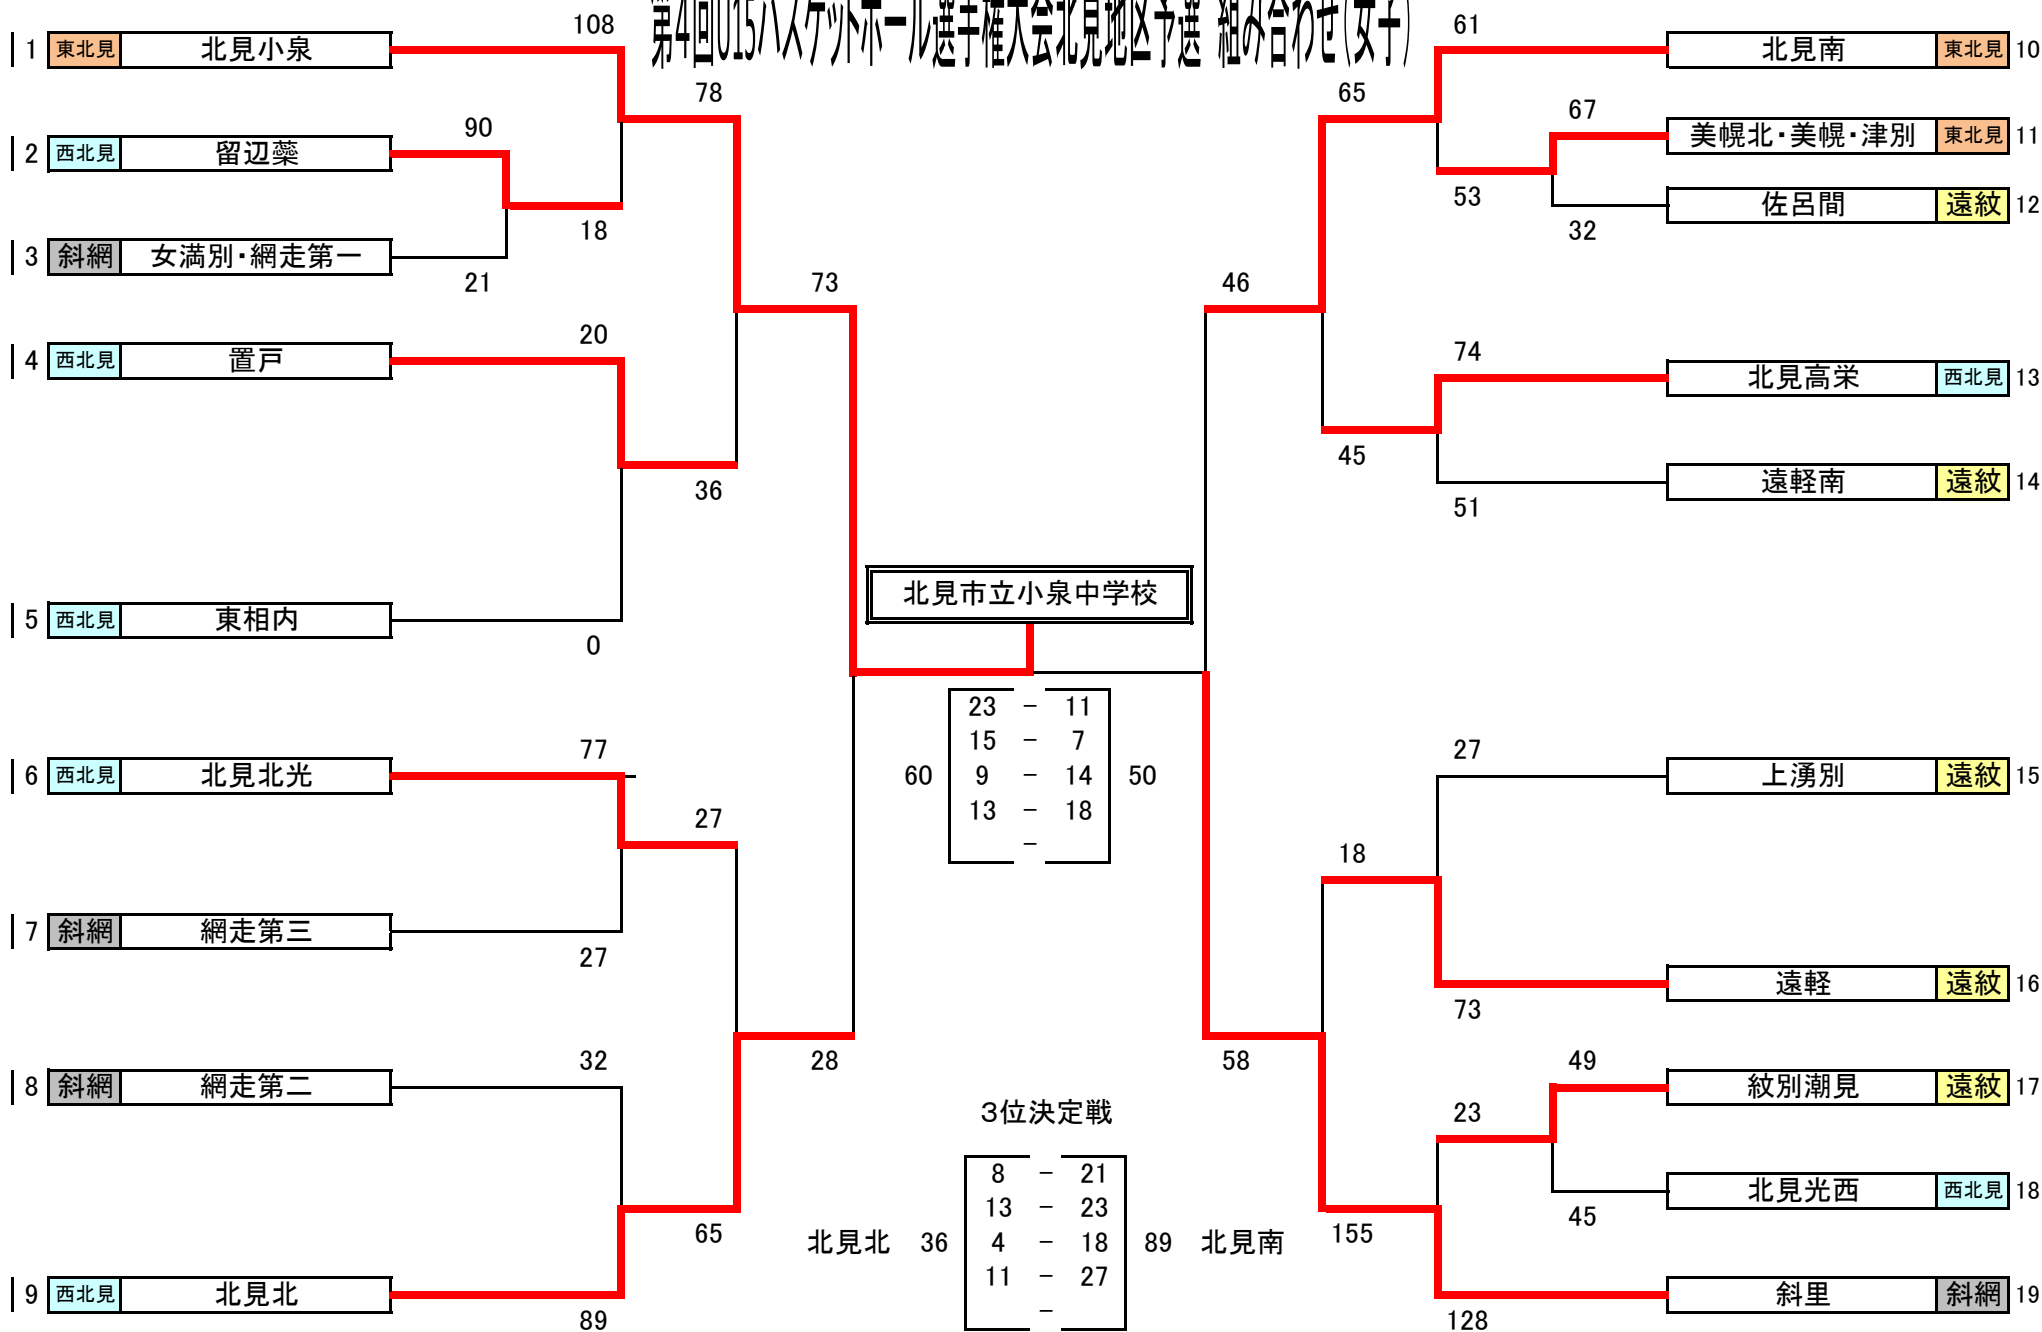 第4回U15バスケットボール選手権大会北見地区予選 組み合わせ(女子)
1 東北見 北見小泉
108
78
2 西北見 留辺蘂
90
18
3 斜網 女満別・網走第一
21
73
4 西北見 置戸
20
36
5 西北見 東相内
0
6 西北見 北見北光
77
27
7 斜網 網走第三
27
8 斜網 網走第二
32
28
65
9 西北見 北見北
89
北見市立小泉中学校
60
23 - 11
15 - 7
9 - 14
13 - 18
-
50
3位決定戦
北見北 36
8 - 21
13 - 23
4 - 18
11 - 27
-
89 北見南
61
北見南 東北見 10
65
67
美幌北・美幌・津別 東北見 11
53
佐呂間 遠紋 12
32
46
74
北見高栄 西北見 13
45
遠軽南 遠紋 14
51
27
上湧別 遠紋 15
18
遠軽 遠紋 16
73
58
49
紋別潮見 遠紋 17
23
北見光西 西北見 18
45
155
斜里 斜網 19
128